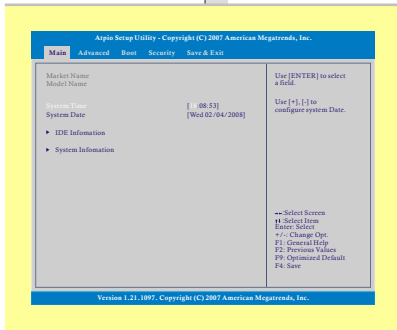 Atpio Setup Utility - Copyright (C) 2007 American Megatrends, Inc.
Main Advanced Boot Security Save & Exit
Market Name
Model Name
System Time [11:08:53]
System Date [Wed 02/04/2008]
▶ IDE Infomation
▶ System Infomation
Use [ENTER] to select
a field.
Use [+], [-] to
configure system Date.
↔:Select Screen
↑↓:Select Item
Enter: Select
+/-: Change Opt.
F1: General Help
F2: Previous Values
F9: Optimized Default
F4: Save
Version 1.21.1097. Copyright (C) 2007 American Megatrends, Inc.